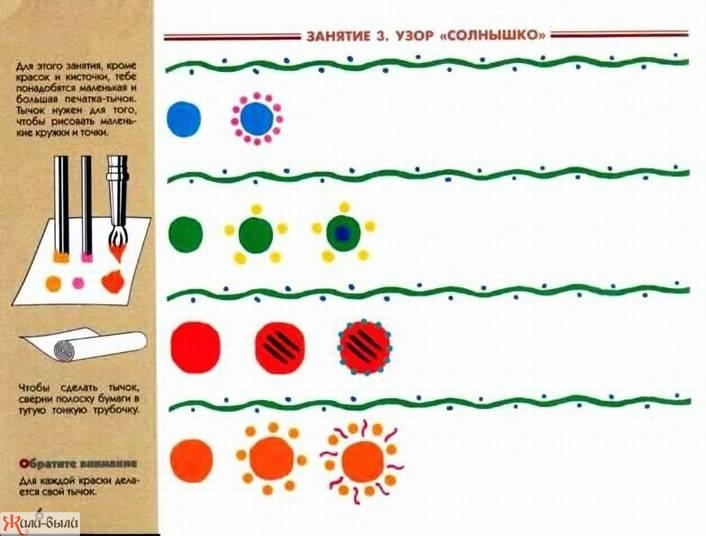 ЗАНЯТИЕ 3. УЗОР «СОЛНЫШКО»
Для этого занятия, кроме
красок и кисточки, тебе
понадобятся маленькая и
большая печатка-тычок.
Тычок нужен для того,
чтобы рисовать малень-
кие кружки и точки.
Чтобы сделать тычок,
сверни полоску бумаги в
тугую тонкую трубочку.
Обратите внимание
Для каждой краски дела-
ется свой тычок.
6
Жили-были